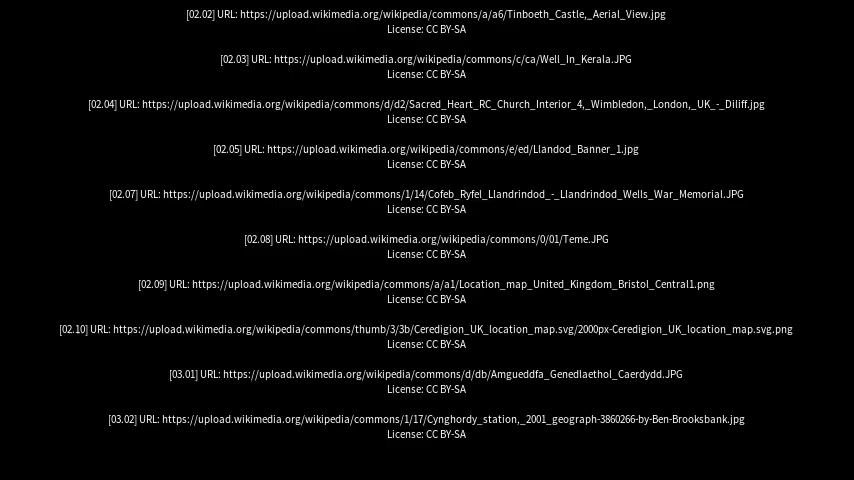 [02.02] URL: https://upload.wikimedia.org/wikipedia/commons/a/a6/Tinboeth_Castle,_Aerial_View.jpg
License: CC BY-SA
[02.03] URL: https://upload.wikimedia.org/wikipedia/commons/c/ca/Well_In_Kerala.JPG
License: CC BY-SA
[02.04] URL: https://upload.wikimedia.org/wikipedia/commons/d/d2/Sacred_Heart_RC_Church_Interior_4,_Wimbledon,_London,_UK_-_Diliff.jpg
License: CC BY-SA
[02.05] URL: https://upload.wikimedia.org/wikipedia/commons/e/ed/Llandod_Banner_1.jpg
License: CC BY-SA
[02.07] URL: https://upload.wikimedia.org/wikipedia/commons/1/14/Cofeb_Ryfel_Llandrindod_-_Llandrindod_Wells_War_Memorial.JPG
License: CC BY-SA
[02.08] URL: https://upload.wikimedia.org/wikipedia/commons/0/01/Teme.JPG
License: CC BY-SA
[02.09] URL: https://upload.wikimedia.org/wikipedia/commons/a/a1/Location_map_United_Kingdom_Bristol_Central1.png
License: CC BY-SA
[02.10] URL: https://upload.wikimedia.org/wikipedia/commons/thumb/3/3b/Ceredigion_UK_location_map.svg/2000px-Ceredigion_UK_location_map.svg.png
License: CC BY-SA
[03.01] URL: https://upload.wikimedia.org/wikipedia/commons/d/db/Amgueddfa_Genedlaethol_Caerdydd.JPG
License: CC BY-SA
[03.02] URL: https://upload.wikimedia.org/wikipedia/commons/1/17/Cynghordy_station,_2001_geograph-3860266-by-Ben-Brooksbank.jpg
License: CC BY-SA